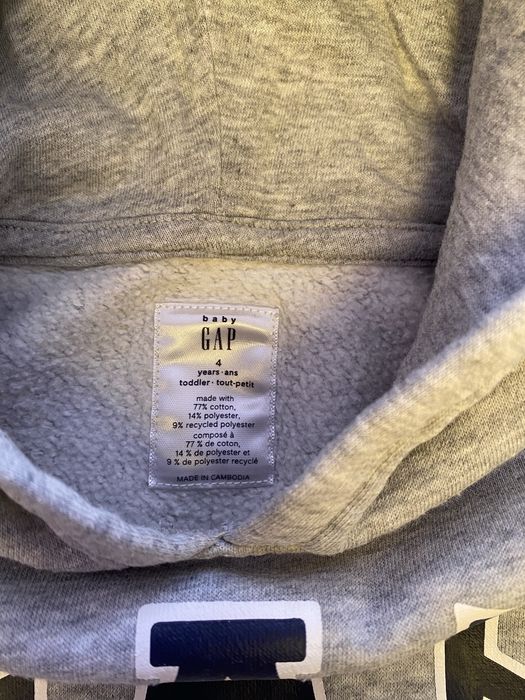 baby
GAP
4
years · ans
toddler · tout-petit
made with
77% cotton,
14% polyester,
9% recycled polyester
composé à
77 % de coton,
14 % de polyester et
9 % de polyester recyclé
MADE IN CAMBODIA